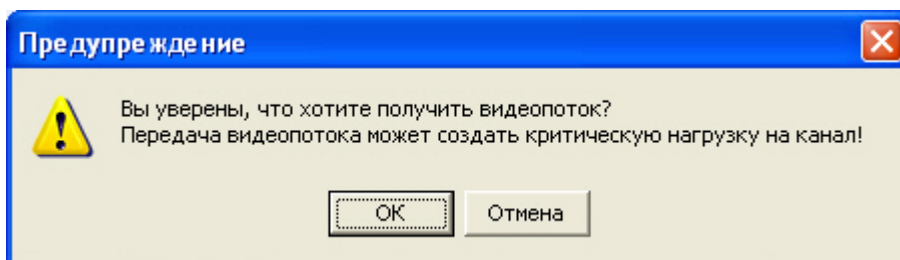 Предупреждение
Вы уверены, что хотите получить видеопоток?
Передача видеопотока может создать критическую нагрузку на канал!
OK
Отмена